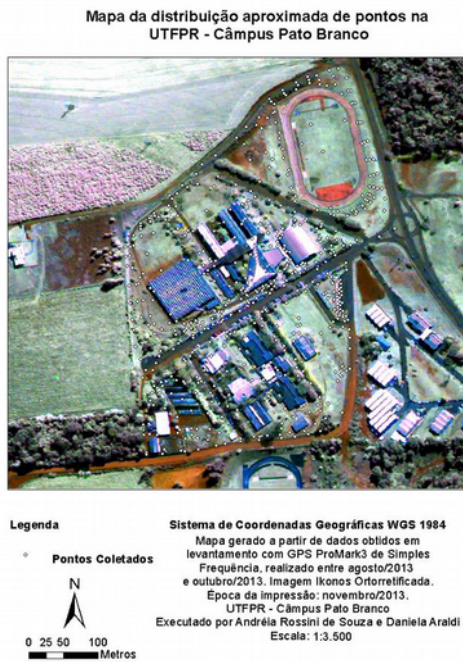 Mapa da distribuição aproximada de pontos na
UTFPR - Câmpus Pato Branco
Legenda
Pontos Coletados
N
0 25 50 100
Metros
Sistema de Coordenadas Geográficas WGS 1984
Mapa gerado a partir de dados obtidos em
levantamento com GPS ProMark3 de Simples
Frequência, realizado entre agosto/2013
e outubro/2013. Imagem Ikonos Ortorretificada.
Época da impressão: novembro/2013.
UTFPR - Câmpus Pato Branco
Executado por Andréia Rossini de Souza e Daniela Araldi
Escala: 1:3.500